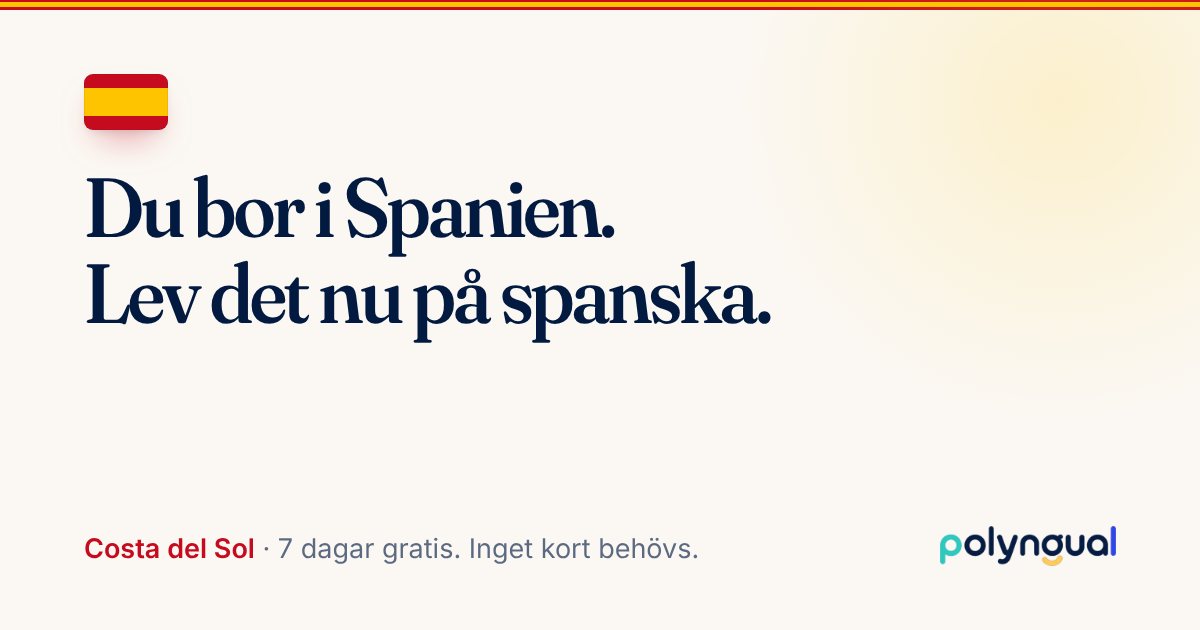 Du bor i Spanien.
Lev det nu på spanska.
Costa del Sol · 7 dagar gratis. Inget kort behövs.
polyngual